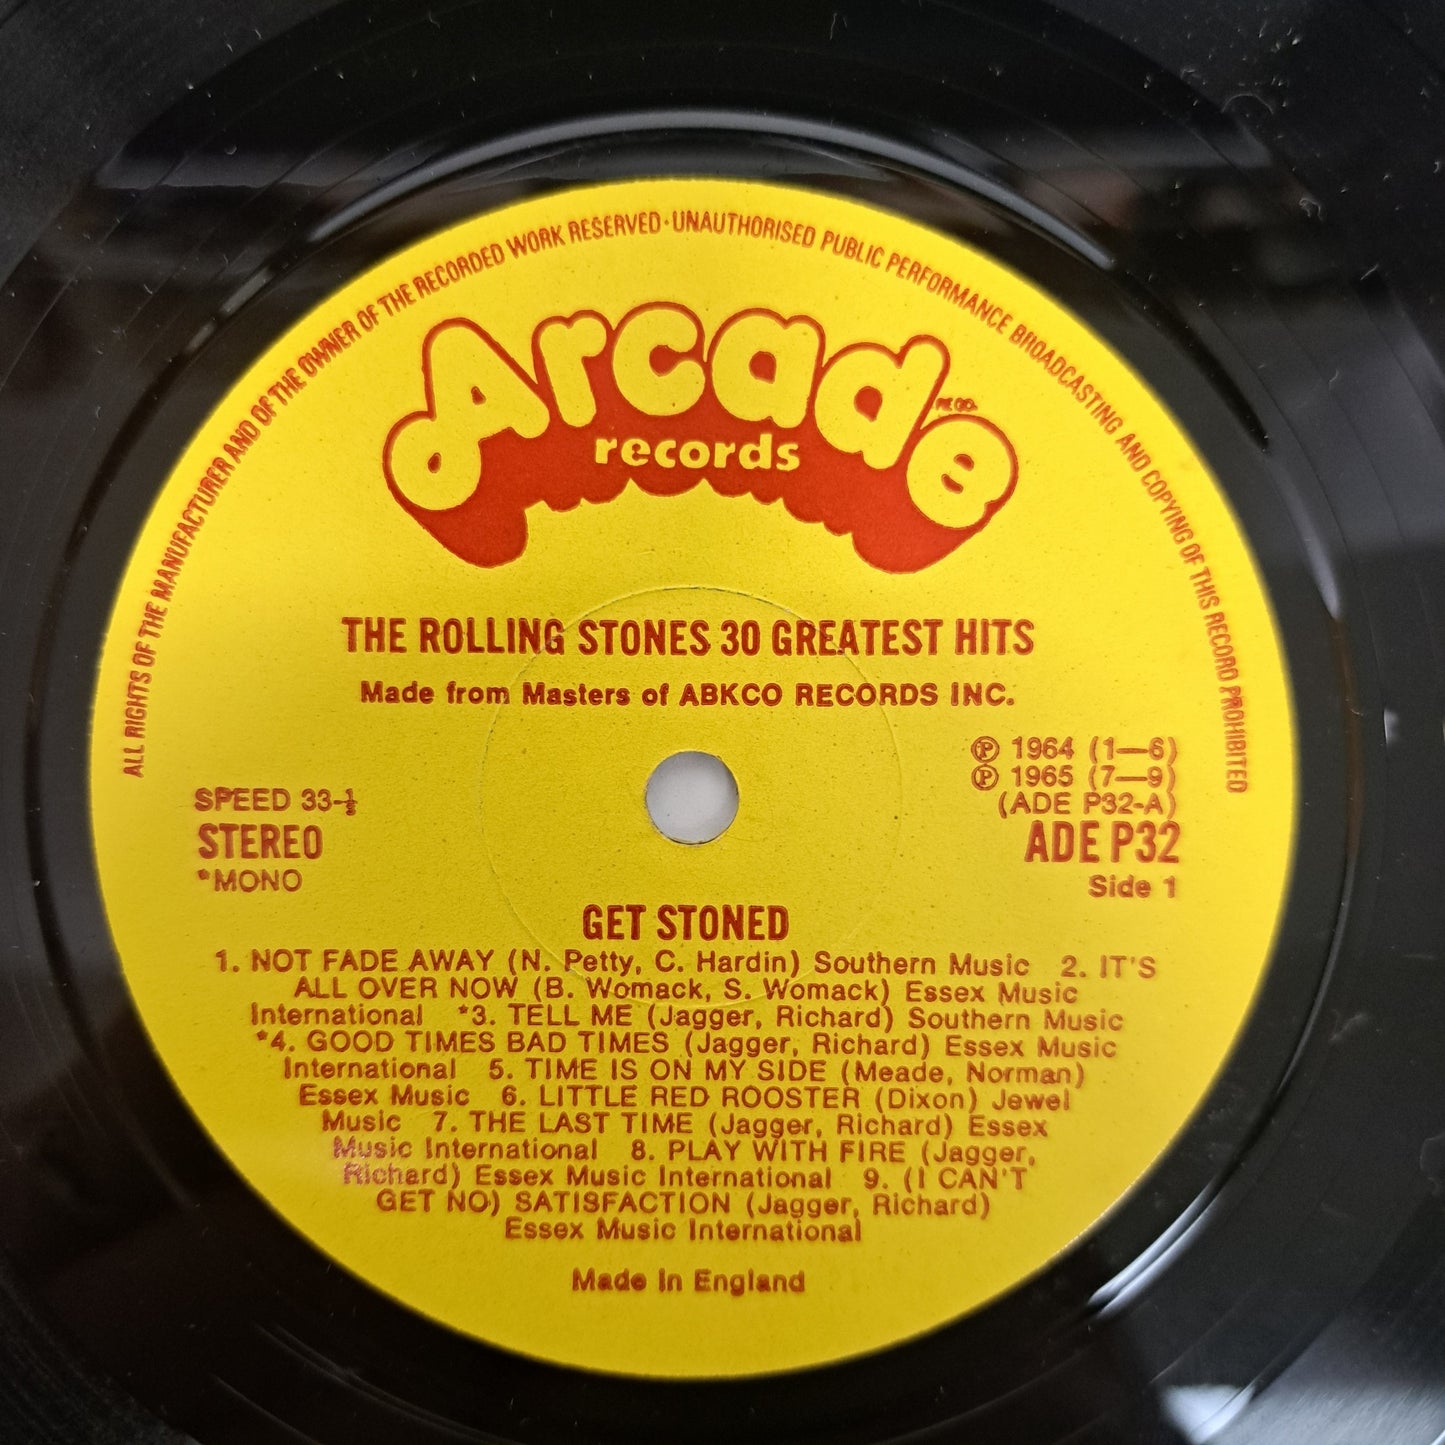 ALL RIGHTS OF THE MANUFACTURER AND OF THE OWNER OF THE RECORDED WORK RESERVED · UNAUTHORISED PUBLIC PERFORMANCE BROADCASTING AND COPYING OF THIS RECORD PROHIBITED
Arcade
records
THE ROLLING STONES 30 GREATEST HITS
Made from Masters of ABKCO RECORDS INC.
℗ 1964 (1—6)
℗ 1965 (7—9)
(ADE P32-A)
SPEED 33-⅓
STEREO
*MONO
ADE P32
Side 1
GET STONED
1. NOT FADE AWAY (N. Petty, C. Hardin) Southern Music 2. IT'S
ALL OVER NOW (B. Womack, S. Womack) Essex Music
International *3. TELL ME (Jagger, Richard) Southern Music
*4. GOOD TIMES BAD TIMES (Jagger, Richard) Essex Music
International 5. TIME IS ON MY SIDE (Meade, Norman)
Essex Music 6. LITTLE RED ROOSTER (Dixon) Jewel
Music 7. THE LAST TIME (Jagger, Richard) Essex
Music International 8. PLAY WITH FIRE (Jagger,
Richard) Essex Music International 9. (I CAN'T
GET NO) SATISFACTION (Jagger, Richard)
Essex Music International
Made in England